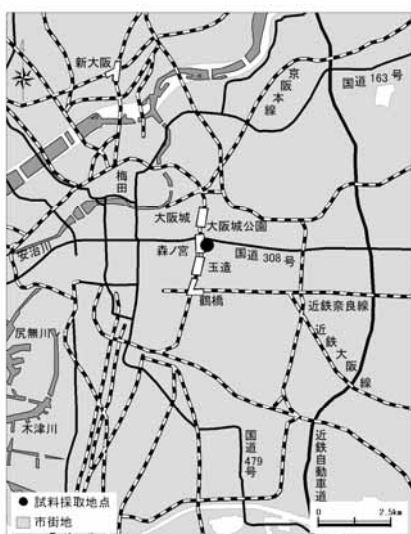 新大阪
京阪本線
国道 163 号
梅田
大阪城
大阪城公園
安治川
森ノ宮
国道 308 号
玉造
鶴橋
近鉄奈良線
近鉄大阪線
尻無川
木津川
国道 479 号
近鉄自動車道
● 試料採取地点
市街地
0 2.5km